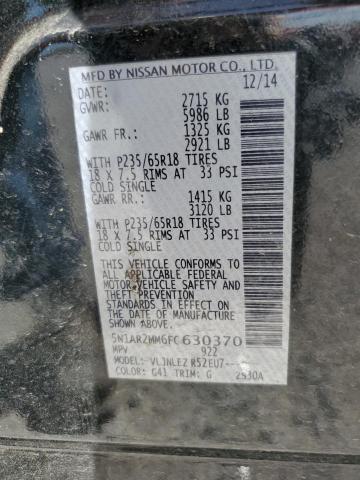 MFD BY NISSAN MOTOR CO., LTD.
DATE: 12/14
GVWR: 2715 KG
5986 LB
GAWR FR.: 1325 KG
2921 LB
WITH P235/65R18 TIRES
18 X 7.5 RIMS AT 33 PSI
COLD SINGLE
GAWR RR.: 1415 KG
3120 LB
WITH P235/65R18 TIRES
18 X 7.5 RIMS AT 33 PSI
COLD SINGLE
THIS VEHICLE CONFORMS TO
ALL APPLICABLE FEDERAL
MOTOR VEHICLE SAFETY AND
THEFT PREVENTION
STANDARDS IN EFFECT ON
THE DATE OF MANUFACTURE
SHOWN ABOVE.
5N1AR2MM6FC630370
MPV 922
VLJNLEZ R52EU7----
COLOR: G41 TRIM: G 2530A